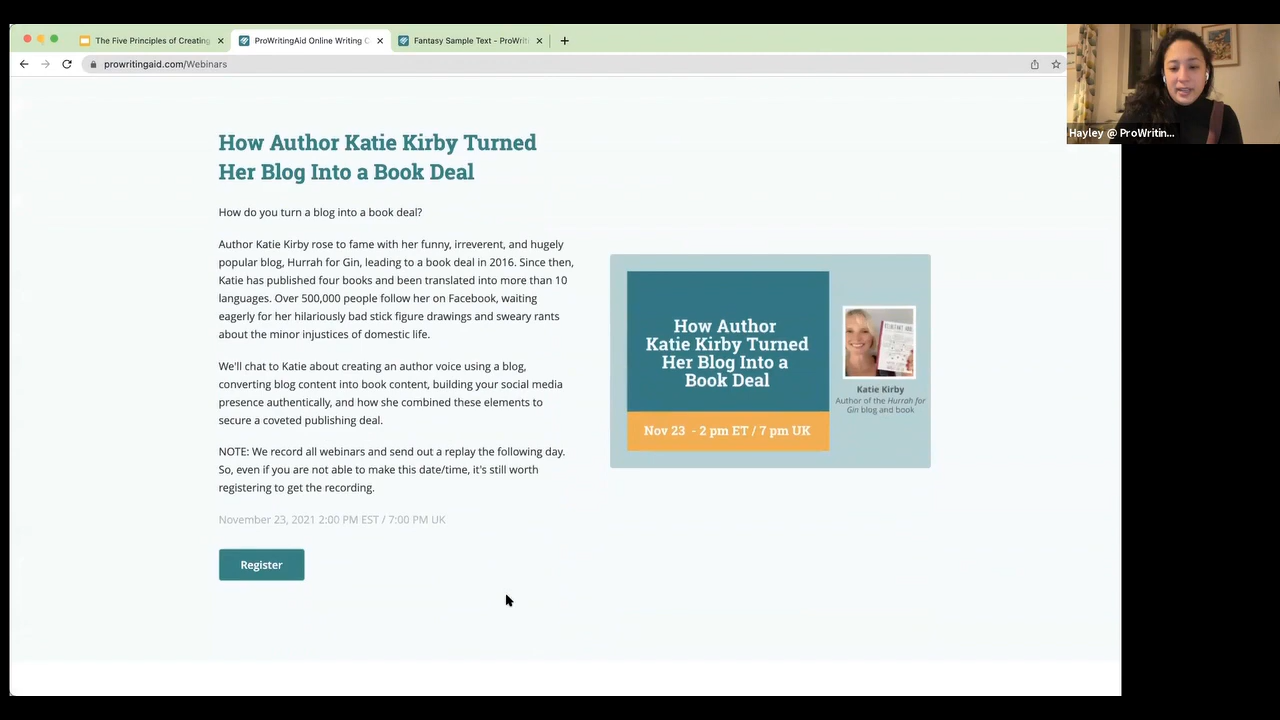 The Five Principles of Creating
ProWritingAid Online Writing C
Fantasy Sample Text - ProWriti
prowritingaid.com/Webinars
Hayley @ ProWritin...
How Author Katie Kirby Turned
Her Blog Into a Book Deal
How do you turn a blog into a book deal?
Author Katie Kirby rose to fame with her funny, irreverent, and hugely
popular blog, Hurrah for Gin, leading to a book deal in 2016. Since then,
Katie has published four books and been translated into more than 10
languages. Over 500,000 people follow her on Facebook, waiting
eagerly for her hilariously bad stick figure drawings and sweary rants
about the minor injustices of domestic life.
We'll chat to Katie about creating an author voice using a blog,
converting blog content into book content, building your social media
presence authentically, and how she combined these elements to
secure a coveted publishing deal.
NOTE: We record all webinars and send out a replay the following day.
So, even if you are not able to make this date/time, it's still worth
registering to get the recording.
November 23, 2021 2:00 PM EST / 7:00 PM UK
Register
How Author
Katie Kirby Turned
Her Blog Into a
Book Deal
Nov 23 - 2 pm ET / 7 pm UK
Katie Kirby
Author of the Hurrah for
Gin blog and book